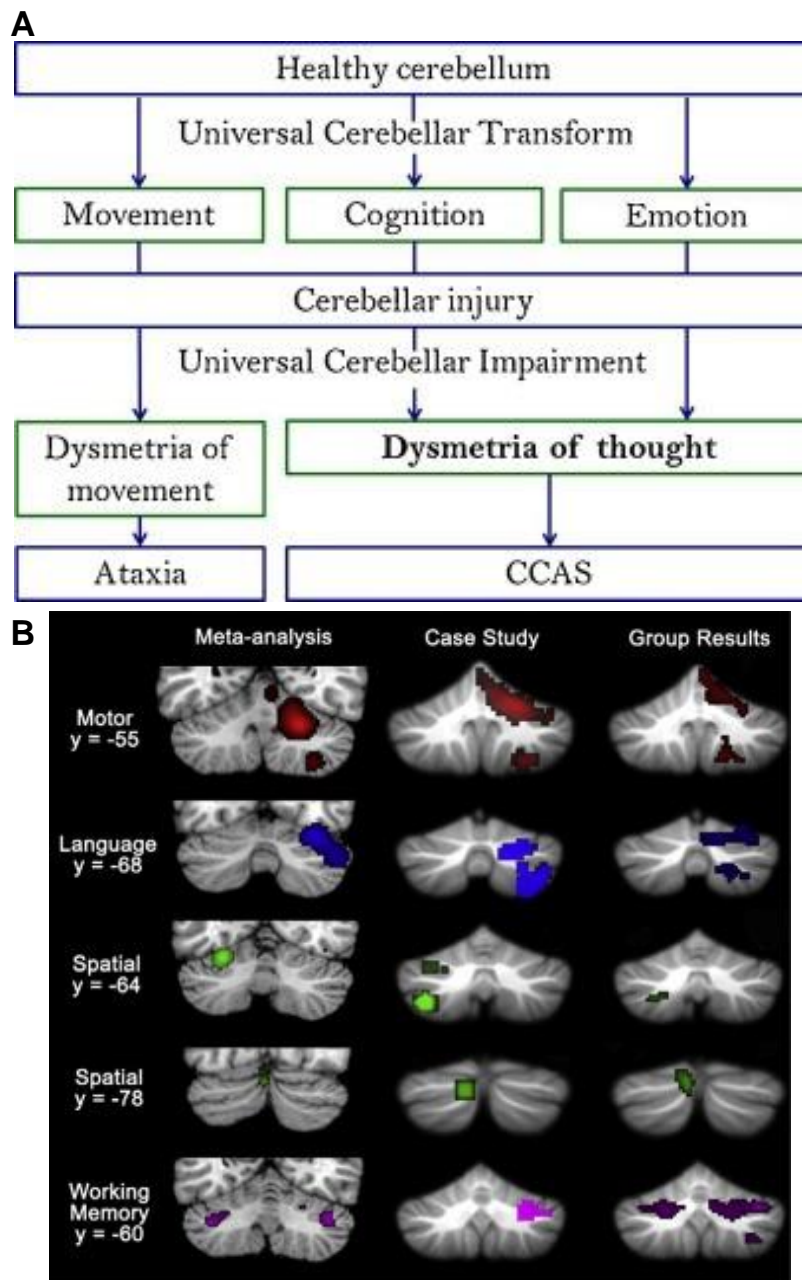 A
Healthy cerebellum
Universal Cerebellar Transform
Movement Cognition Emotion
Cerebellar injury
Universal Cerebellar Impairment
Dysmetria of
movement
Dysmetria of thought
Ataxia CCAS
B
Meta-analysis Case Study Group Results
Motor
y = -55
Language
y = -68
Spatial
y = -64
Spatial
y = -78
Working
Memory
y = -60